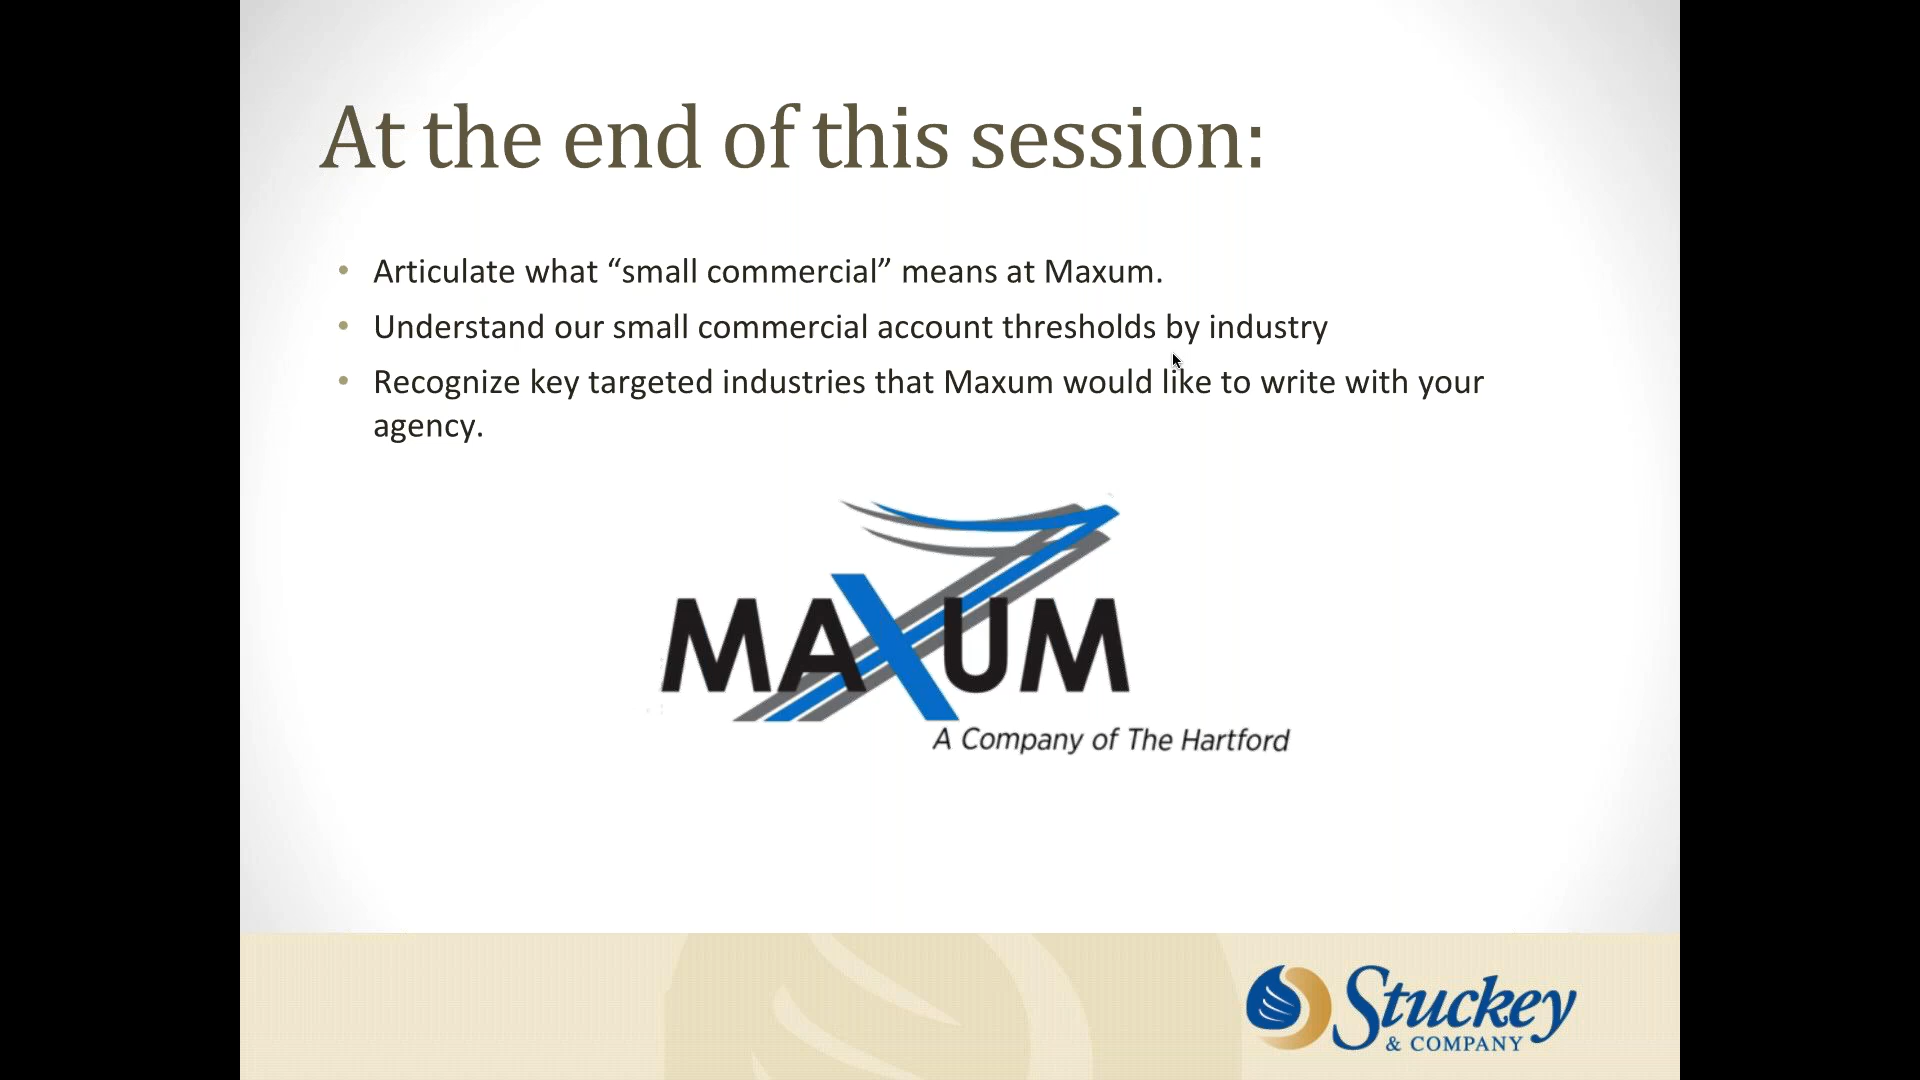 At the end of this session:
• Articulate what “small commercial” means at Maxum.
• Understand our small commercial account thresholds by industry
• Recognize key targeted industries that Maxum would like to write with your
agency.
MAXUM
A Company of The Hartford
Stuckey
& COMPANY